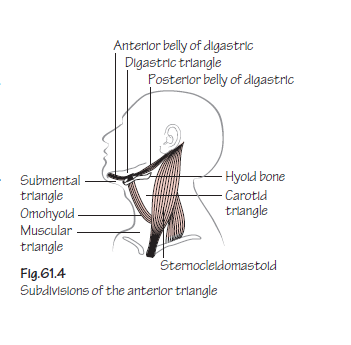 Anterior belly of digastric
Digastric triangle
Posterior belly of digastric
Submental
triangle
Omohyoid
Muscular
triangle
Hyoid bone
Carotid
triangle
Sternocleidomastoid
Fig.61.4
Subdivisions of the anterior triangle